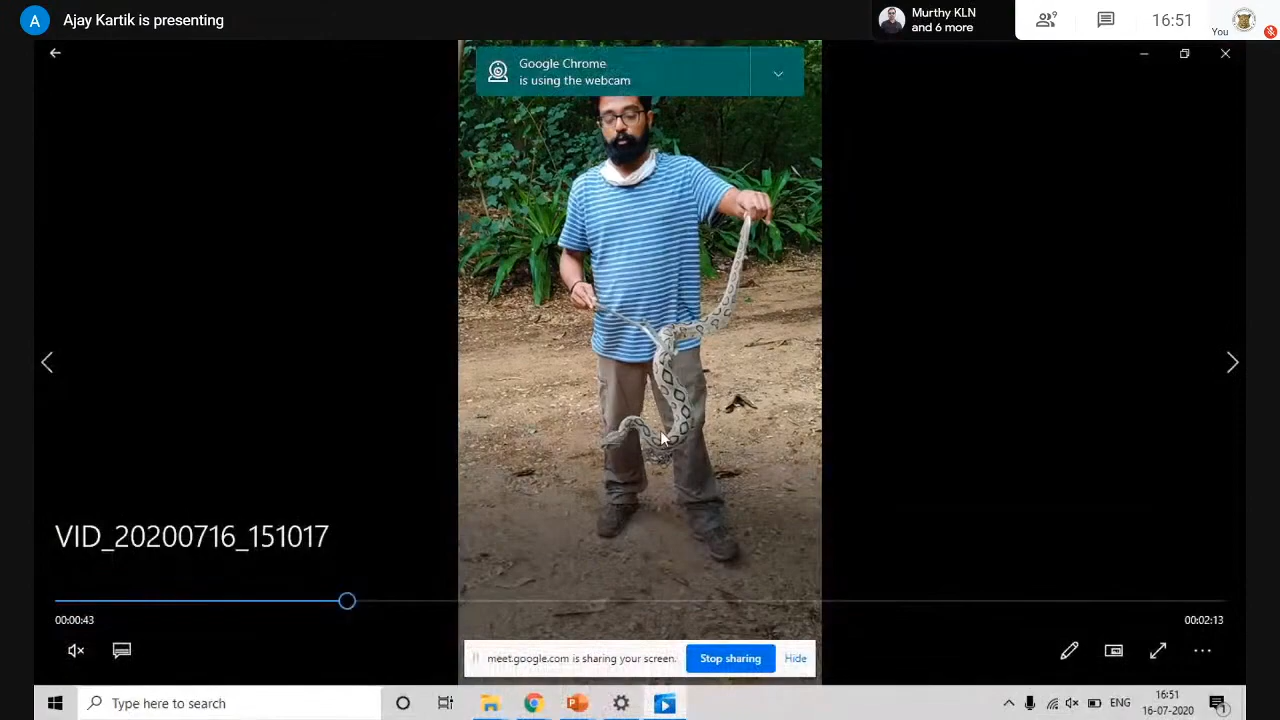 A
Ajay Kartik is presenting
Murthy KLN
and 6 more
9
16:51
You
Google Chrome
is using the webcam
VID_20200716_151017
00:00:43
00:02:13
meet.google.com is sharing your screen.
Stop sharing
Hide
Type here to search
ENG
16:51
16-07-2020
1